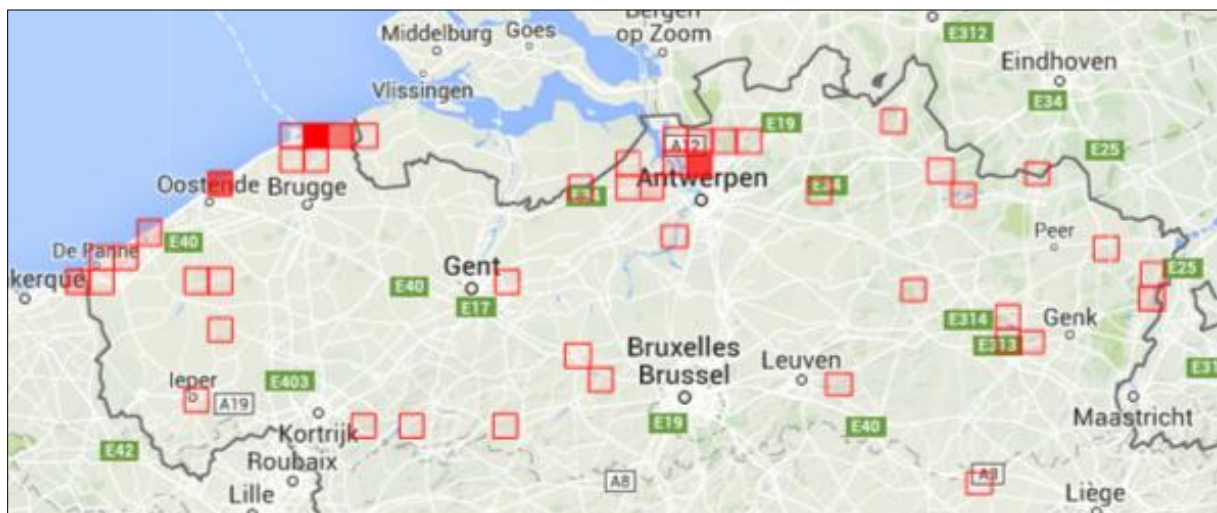 Bergen
op Zoom
Middelburg
Goes
E312
Eindhoven
Vlissingen
E34
E19
A12
E25
Oostende
Brugge
E34
Antwerpen
E34
De Panne
E40
Peer
kerque
Gent
E40
E17
E25
E314
Genk
E313
Bruxelles
Brussel
Leuven
Ieper
A19
E403
Maastricht
Kortrijk
E19
E40
E42
Roubaix
A8
A3
Lille
Liège